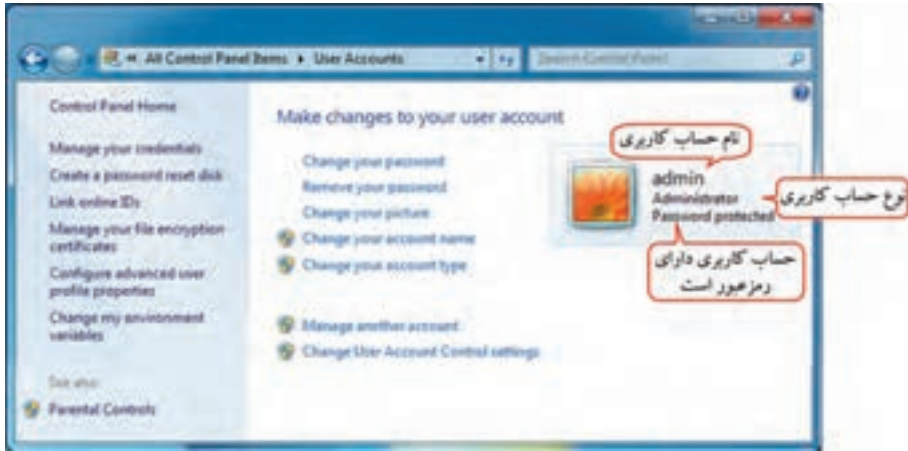 All Control Panel Items ▸ User Accounts
Search Control Panel
Control Panel Home
Manage your credentials
Create a password reset disk
Link online IDs
Manage your file encryption
certificates
Configure advanced user
profile properties
Change my environment
variables
See also
Parental Controls
Make changes to your user account
Change your password
Remove your password
Change your picture
Change your account name
Change your account type
Manage another account
Change User Account Control settings
نام حساب کاربری
admin
Administrator
Password protected
نوع حساب کاربری
حساب کاربری دارای
رمز عبور است